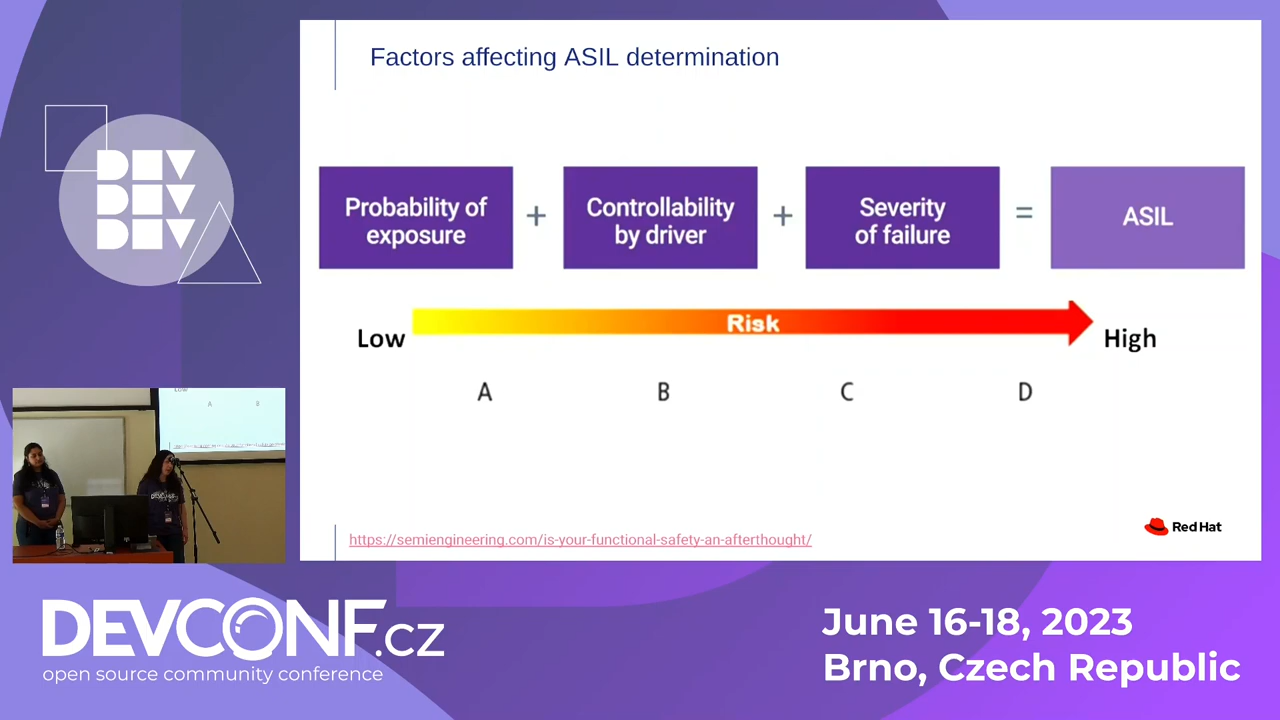 Factors affecting ASIL determination
Probability of
exposure
+
Controllability
by driver
+
Severity
of failure
=
ASIL
Low
Risk
High
A
B
C
D
https://semiengineering.com/is-your-functional-safety-an-afterthought/
Red Hat
DEV
DEV
DEV
A
B
DEVCONF.cz
open source community conference
June 16-18, 2023
Brno, Czech Republic